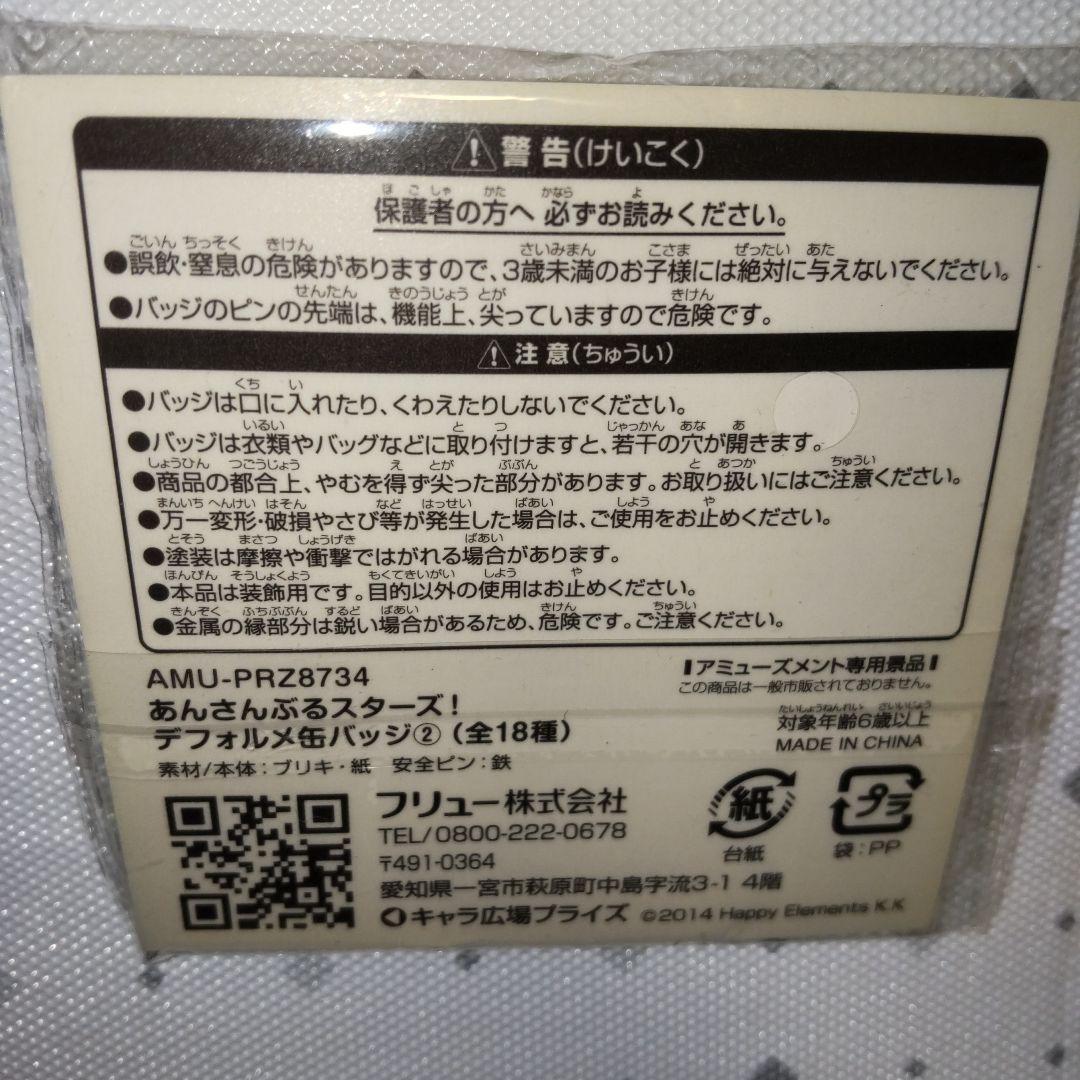 ⚠警告(けいこく)
保護者の方へ 必ずお読みください。
●誤飲・窒息の危険がありますので、3歳未満のお子様には絶対に与えないでください。
●バッジのピンの先端は、機能上、尖っていますので危険です。
⚠注意(ちゅうい)
●バッジは口に入れたり、くわえたりしないでください。
●バッジは衣類やバッグなどに取り付けますと、若干の穴が開きます。
●商品の都合上、やむを得ず尖った部分があります。お取り扱いにはご注意ください。
●万一変形・破損やさび等が発生した場合は、ご使用をお止めください。
●塗装は摩擦や衝撃ではがれる場合があります。
●本品は装飾用です。目的以外の使用はお止めください。
●金属の縁部分は鋭い場合があるため、危険です。ご注意ください。
AMU-PRZ8734
あんさんぶるスターズ!
デフォルメ缶バッジ② (全18種)
素材/本体:ブリキ・紙 安全ピン:鉄
アミューズメント専用景品
この商品は一般市販されておりません。
対象年齢6歳以上
MADE IN CHINA
フリュー株式会社
TEL/0800-222-0678
〒491-0364
愛知県一宮市萩原町中島字流3-1 4階
キャラ広場プライズ ©2014 Happy Elements K.K
紙
台紙
プラ
袋:PP